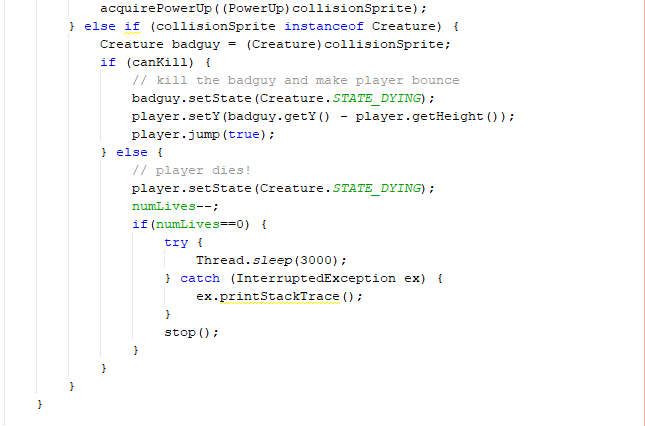 acquirePowerUp((PowerUp)collisionSprite);
} else if (collisionSprite instanceof Creature) {
Creature badguy = (Creature)collisionSprite;
if (canKill) {
// kill the badguy and make player bounce
badguy.setState(Creature.STATE_DYING);
player.setY(badguy.getY() - player.getHeight());
player.jump(true);
} else {
// player dies!
player.setState(Creature.STATE_DYING);
numLives--;
if(numLives==0) {
try {
Thread.sleep(3000);
} catch (InterruptedException ex) {
ex.printStackTrace();
}
stop();
}
}
}
}